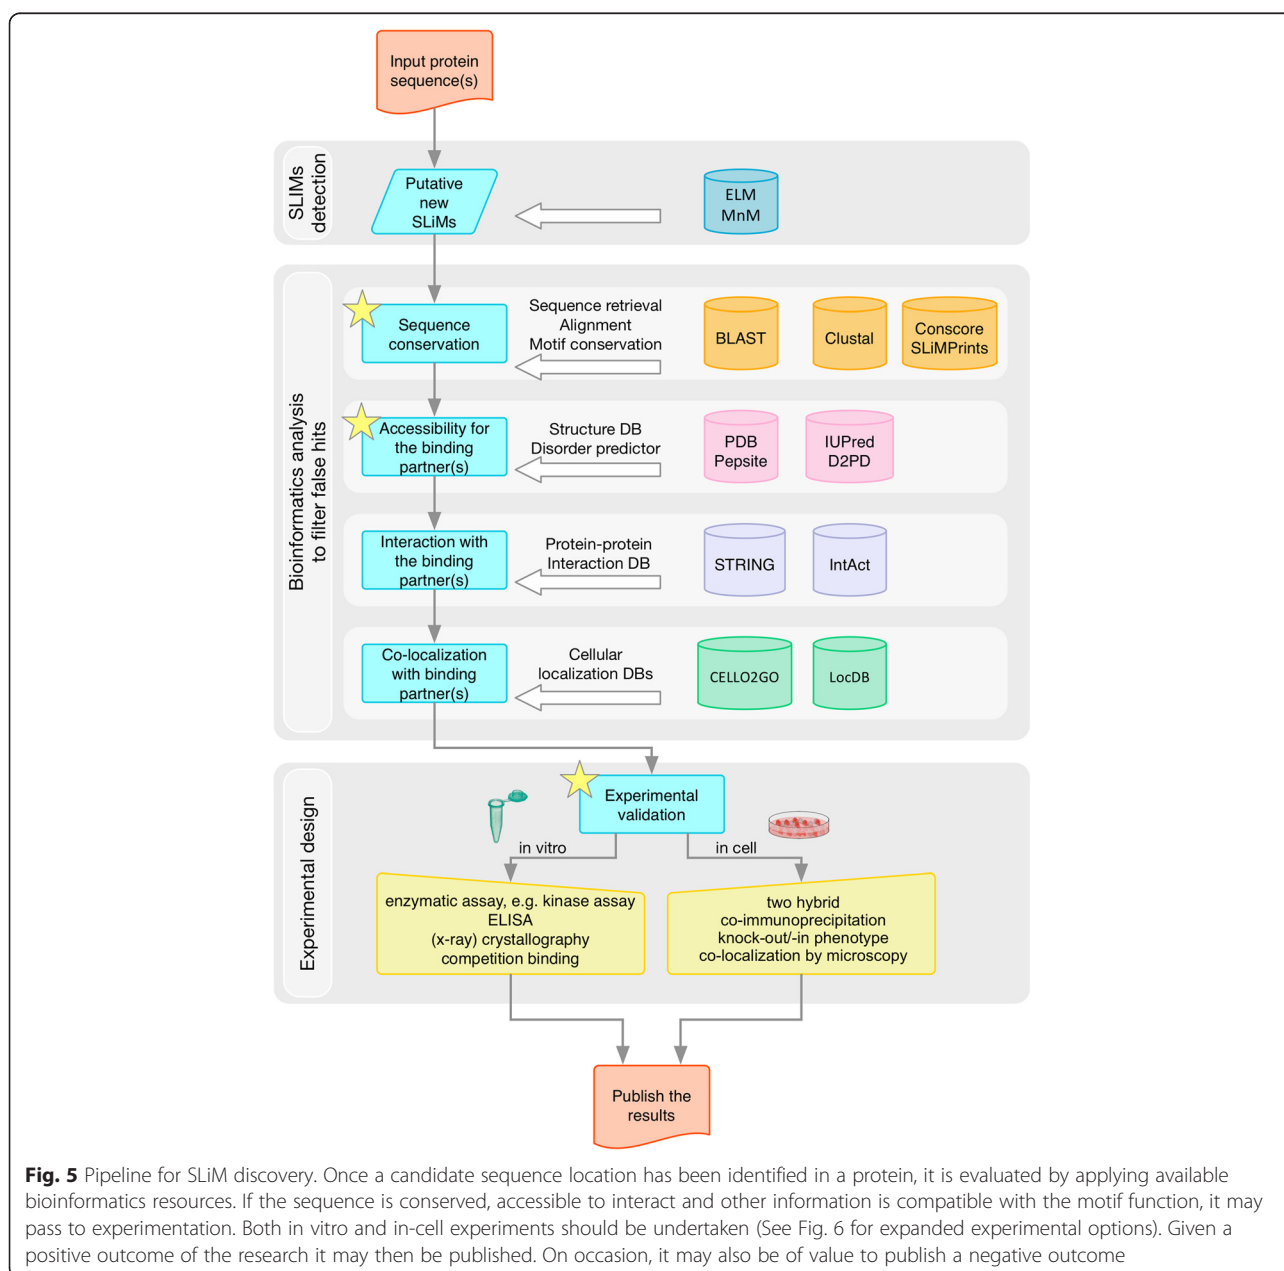 Input protein
sequence(s)
SLIMs
detection
Putative
new
SLiMs
ELM
MnM
Bioinformatics analysis
to filter false hits
Sequence
conservation
Sequence retrieval
Alignment
Motif conservation
BLAST
Clustal
Conscore
SLiMPrints
Accessibility for
the binding
partner(s)
Structure DB
Disorder predictor
PDB
Pepsite
IUPred
D2PD
Interaction with
the binding
partner(s)
Protein-protein
Interaction DB
STRING
IntAct
Co-localization
with binding
partner(s)
Cellular
localization DBs
CELLO2GO
LocDB
Experimental design
Experimental
validation
in vitro
in cell
enzymatic assay, e.g. kinase assay
ELISA
(x-ray) crystallography
competition binding
two hybrid
co-immunoprecipitation
knock-out/-in phenotype
co-localization by microscopy
Publish the
results
Fig. 5 Pipeline for SLiM discovery. Once a candidate sequence location has been identified in a protein, it is evaluated by applying available
bioinformatics resources. If the sequence is conserved, accessible to interact and other information is compatible with the motif function, it may
pass to experimentation. Both in vitro and in-cell experiments should be undertaken (See Fig. 6 for expanded experimental options). Given a
positive outcome of the research it may then be published. On occasion, it may also be of value to publish a negative outcome